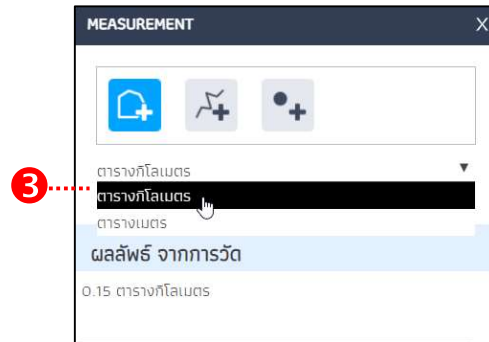 MEASUREMENT X
ตารางกิโลเมตร ▼
3 ตารางกิโลเมตร
ตารางเมตร
ผลลัพธ์ จากการวัด
0.15 ตารางกิโลเมตร